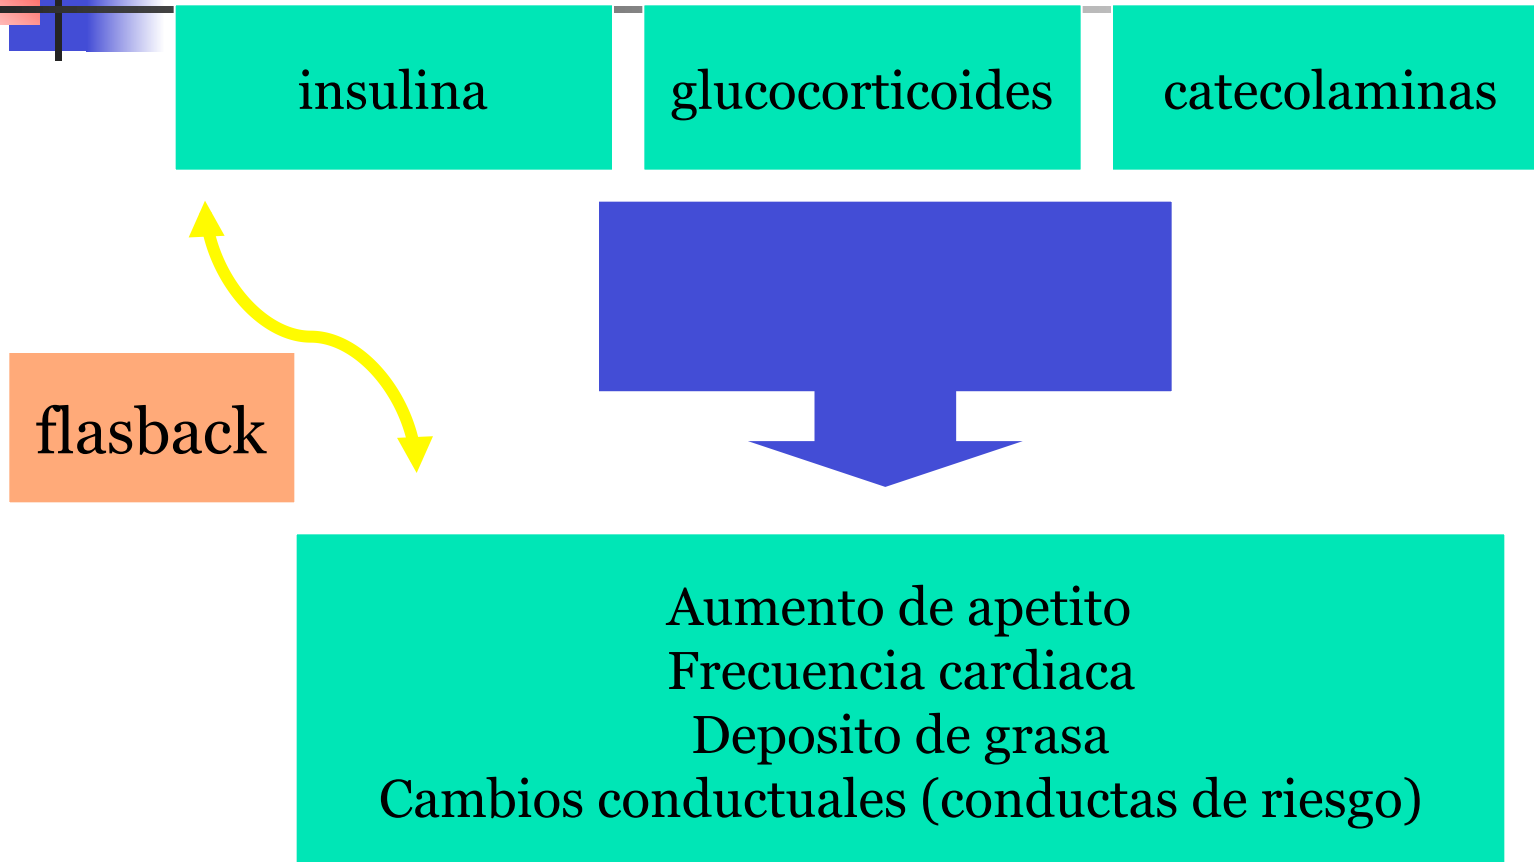 insulina
glucocorticoides
catecolaminas
flasback
Aumento de apetito
Frecuencia cardiaca
Deposito de grasa
Cambios conductuales (conductas de riesgo)